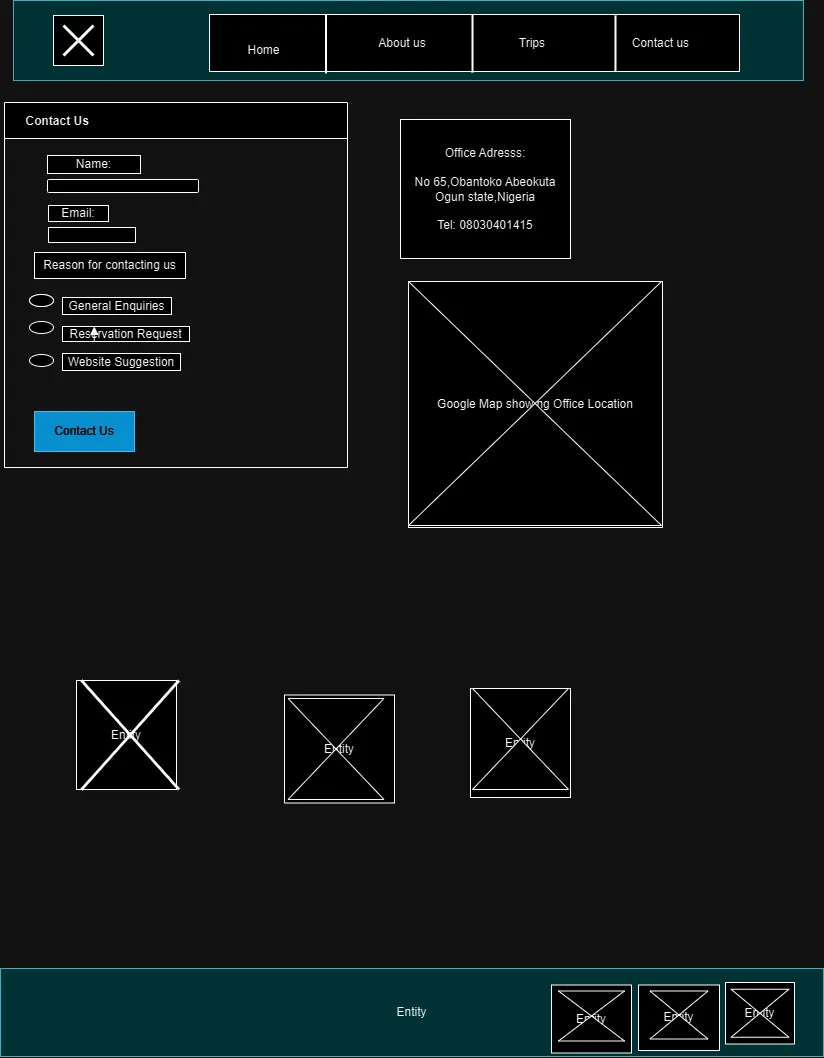 Home
About us
Trips
Contact us
Contact Us
Name:
Email:
Reason for contacting us
General Enquiries
Reservation Request
Website Suggestion
Contact Us
Office Adresss:
No 65,Obantoko Abeokuta
Ogun state,Nigeria
Tel: 08030401415
Google Map showing Office Location
Entity
Entity
Entity
Entity
Entity
Entity
Entity